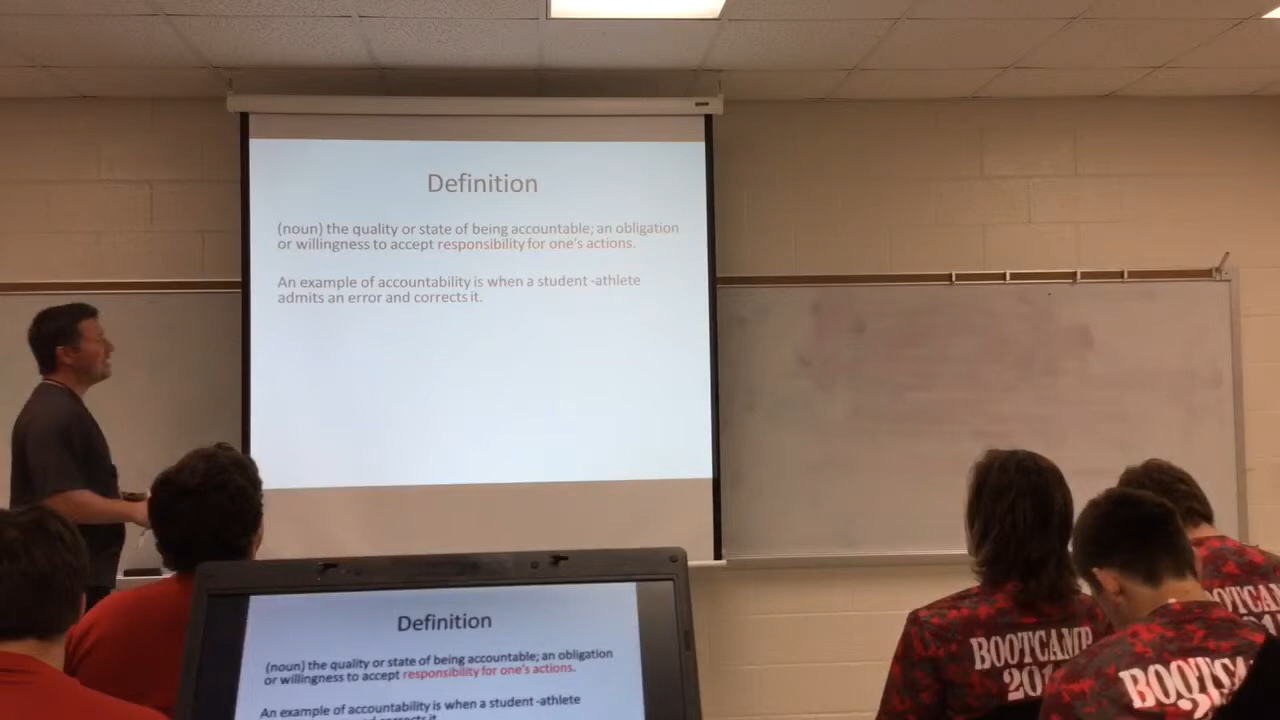 Definition
(noun) the quality or state of being accountable; an obligation
or willingness to accept responsibility for one's actions.
An example of accountability is when a student -athlete
admits an error and corrects it.
Definition
(noun) the quality or state of being accountable; an obligation
or willingness to accept responsibility for one's actions.
An example of accountability is when a student -athlete
corrects it
BOOTCAMP